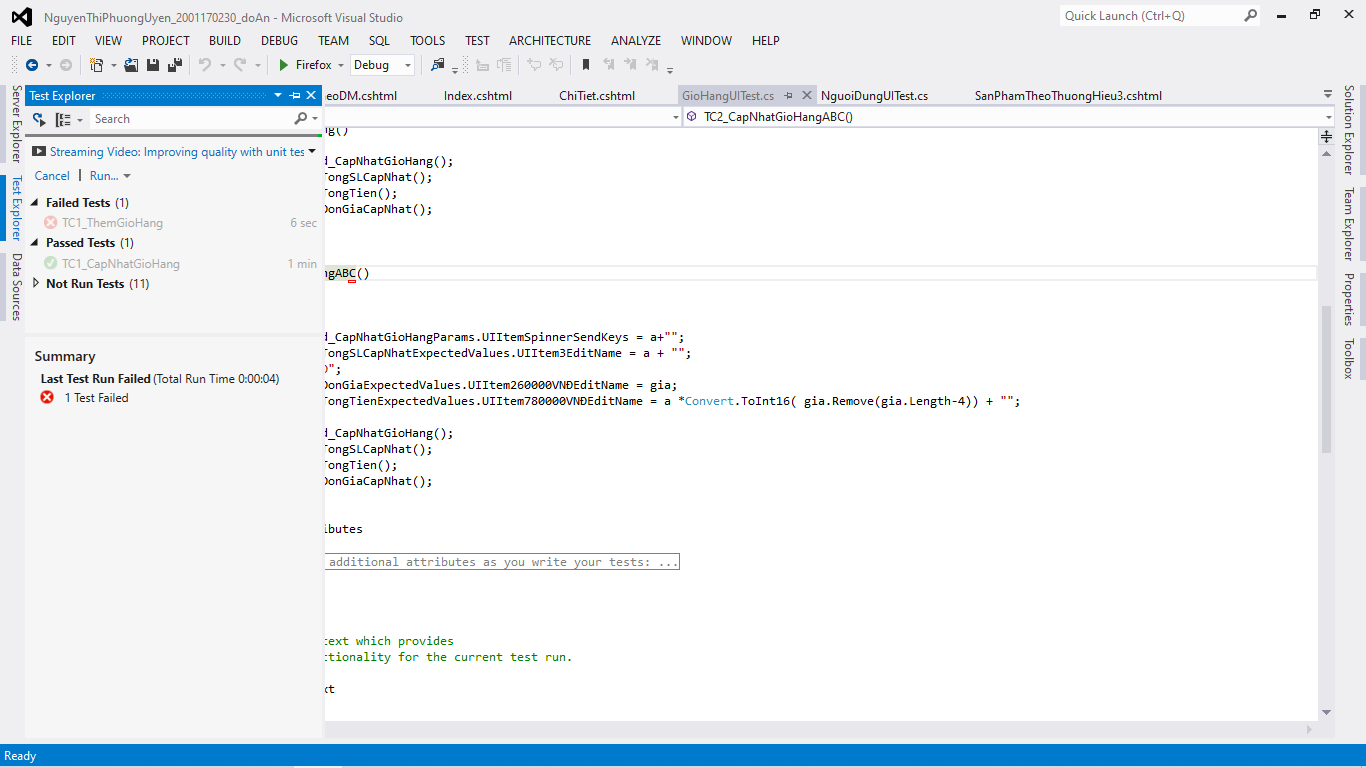 NguyenThiPhuongUyen_2001170230_doAn - Microsoft Visual Studio
Quick Launch (Ctrl+Q)
FILE EDIT VIEW PROJECT BUILD DEBUG TEAM SQL TOOLS TEST ARCHITECTURE ANALYZE WINDOW HELP
Firefox Debug
Server Explorer
Test Explorer
Data Sources
Test Explorer
Search
Streaming Video: Improving quality with unit tes
Cancel | Run...
Failed Tests (1)
TC1_ThemGioHang 6 sec
Passed Tests (1)
TC1_CapNhatGioHang 1 min
Not Run Tests (11)
Summary
Last Test Run Failed (Total Run Time 0:00:04)
1 Test Failed
eoDM.cshtml Index.cshtml ChiTiet.cshtml GioHangUITest.cs NguoiDungUITest.cs SanPhamTheoThuongHieu3.cshtml
TC2_CapNhatGioHangABC()
ng()
d_CapNhatGioHang();
TongSLCapNhat();
TongTien();
DonGiaCapNhat();
ngABC()
d_CapNhatGioHangParams.UIItemSpinnerSendKeys = a+"";
TongSLCapNhatExpectedValues.UIItem3EditName = a + "";
";
DonGiaExpectedValues.UIItem260000VNĐEditName = gia;
TongTienExpectedValues.UIItem780000VNĐEditName = a *Convert.ToInt16( gia.Remove(gia.Length-4)) + "";
d_CapNhatGioHang();
TongSLCapNhat();
TongTien();
DonGiaCapNhat();
ibutes
additional attributes as you write your tests: ...
text which provides
ctionality for the current test run.
xt
Solution Explorer
Team Explorer
Properties
Toolbox
Ready